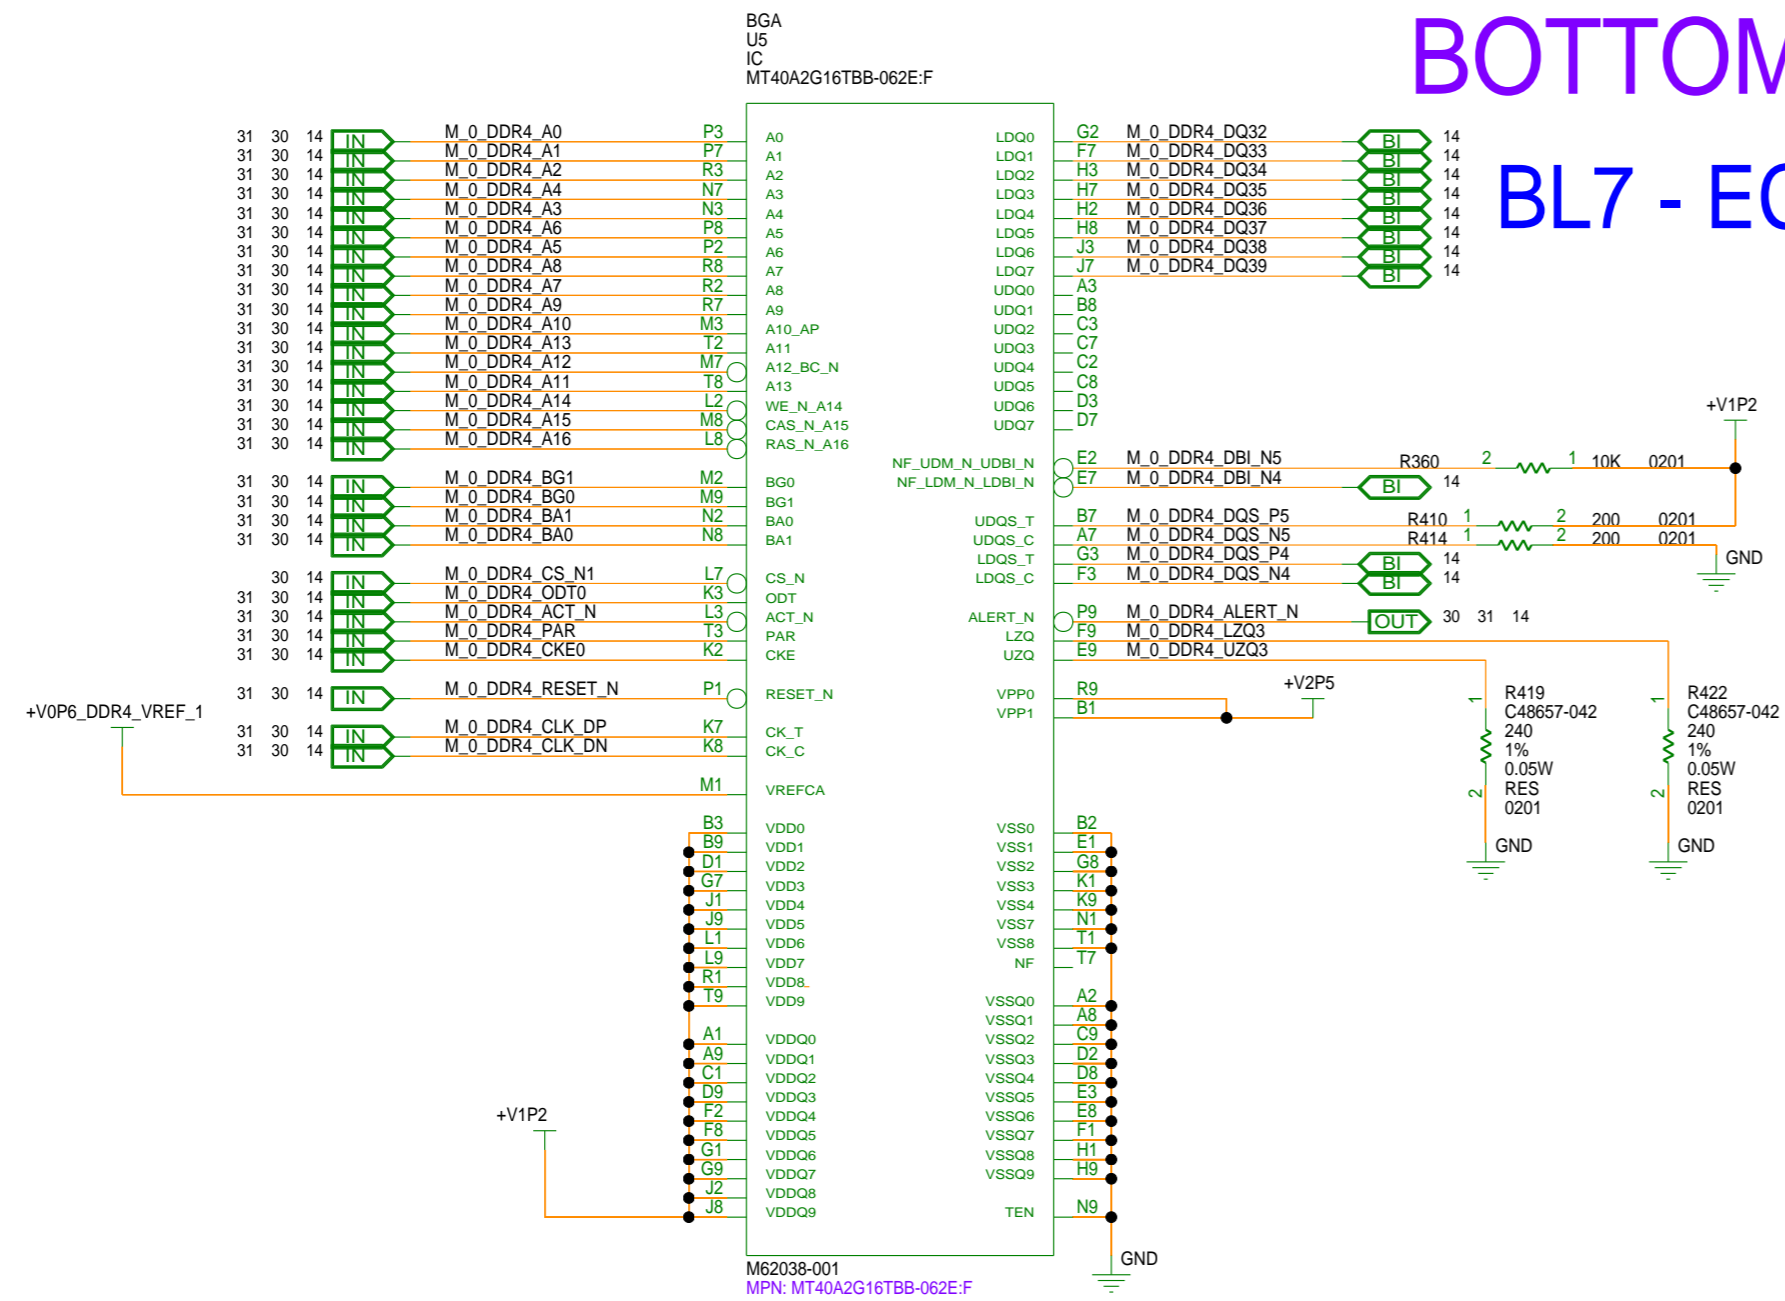 BGA
U5
IC
MT40A2G16TBB-062E:F
BOTTOM
BL7 - EC
31 30 14 IN M_0_DDR4_A0 P3 A0 LDQ0 G2 M_0_DDR4_DQ32 BI 14
31 30 14 IN M_0_DDR4_A1 P7 A1 LDQ1 F7 M_0_DDR4_DQ33 BI 14
31 30 14 IN M_0_DDR4_A2 R3 A2 LDQ2 H3 M_0_DDR4_DQ34 BI 14
31 30 14 IN M_0_DDR4_A4 N7 A3 LDQ3 H7 M_0_DDR4_DQ35 BI 14
31 30 14 IN M_0_DDR4_A3 N3 A4 LDQ4 H2 M_0_DDR4_DQ36 BI 14
31 30 14 IN M_0_DDR4_A6 P8 A5 LDQ5 H8 M_0_DDR4_DQ37 BI 14
31 30 14 IN M_0_DDR4_A5 P2 A6 LDQ6 J3 M_0_DDR4_DQ38 BI 14
31 30 14 IN M_0_DDR4_A8 R8 A7 LDQ7 J7 M_0_DDR4_DQ39 BI 14
31 30 14 IN M_0_DDR4_A7 R2 A8 UDQ0 A3
31 30 14 IN M_0_DDR4_A9 R7 A9 UDQ1 B8
31 30 14 IN M_0_DDR4_A10 M3 A10_AP UDQ2 C3
31 30 14 IN M_0_DDR4_A13 T2 A11 UDQ3 C7
31 30 14 IN M_0_DDR4_A12 M7 A12_BC_N UDQ4 C2
31 30 14 IN M_0_DDR4_A11 T8 A13 UDQ5 C8
31 30 14 IN M_0_DDR4_A14 L2 WE_N_A14 UDQ6 D3
31 30 14 IN M_0_DDR4_A15 M8 CAS_N_A15 UDQ7 D7
31 30 14 IN M_0_DDR4_A16 L8 RAS_N_A16
+V1P2
NF_UDM_N_UDBI_N E2 M_0_DDR4_DBI_N5 R360 2 1 10K 0201
31 30 14 IN M_0_DDR4_BG1 M2 BG0 NF_LDM_N_LDBI_N E7 M_0_DDR4_DBI_N4 BI 14
31 30 14 IN M_0_DDR4_BG0 M9 BG1
31 30 14 IN M_0_DDR4_BA1 N2 BA0 UDQS_T B7 M_0_DDR4_DQS_P5 R410 1 2 200 0201
31 30 14 IN M_0_DDR4_BA0 N8 BA1 UDQS_C A7 M_0_DDR4_DQS_N5 R414 1 2 200 0201
LDQS_T G3 M_0_DDR4_DQS_P4 BI 14 GND
30 14 IN M_0_DDR4_CS_N1 L7 CS_N LDQS_C F3 M_0_DDR4_DQS_N4 BI 14
31 30 14 IN M_0_DDR4_ODT0 K3 ODT
31 30 14 IN M_0_DDR4_ACT_N L3 ACT_N ALERT_N P9 M_0_DDR4_ALERT_N OUT 30 31 14
31 30 14 IN M_0_DDR4_PAR T3 PAR LZQ F9 M_0_DDR4_LZQ3
31 30 14 IN M_0_DDR4_CKE0 K2 CKE UZQ E9 M_0_DDR4_UZQ3
31 30 14 IN M_0_DDR4_RESET_N P1 RESET_N VPP0 R9 +V2P5
+V0P6_DDR4_VREF_1 VPP1 B1
31 30 14 IN M_0_DDR4_CLK_DP K7 CK_T
31 30 14 IN M_0_DDR4_CLK_DN K8 CK_C
1 R419 1 R422
C48657-042 C48657-042
240 240
1% 1%
0.05W 0.05W
2 RES 2 RES
0201 0201
GND GND
M1 VREFCA
B3 VDD0 VSS0 B2
B9 VDD1 VSS1 E1
D1 VDD2 VSS2 G8
G7 VDD3 VSS3 K1
J1 VDD4 VSS4 K9
J9 VDD5 VSS7 N1
L1 VDD6 VSS8 T1
L9 VDD7 NF T7
R1 VDD8
T9 VDD9 VSSQ0 A2
VSSQ1 A8
A1 VDDQ0 VSSQ2 C9
A9 VDDQ1 VSSQ3 D2
C1 VDDQ2 VSSQ4 D8
D9 VDDQ3 VSSQ5 E3
+V1P2 F2 VDDQ4 VSSQ6 E8
F8 VDDQ5 VSSQ7 F1
G1 VDDQ6 VSSQ8 H1
G9 VDDQ7 VSSQ9 H9
J2 VDDQ8
J8 VDDQ9 TEN N9
GND
M62038-001
MPN: MT40A2G16TBB-062E:F